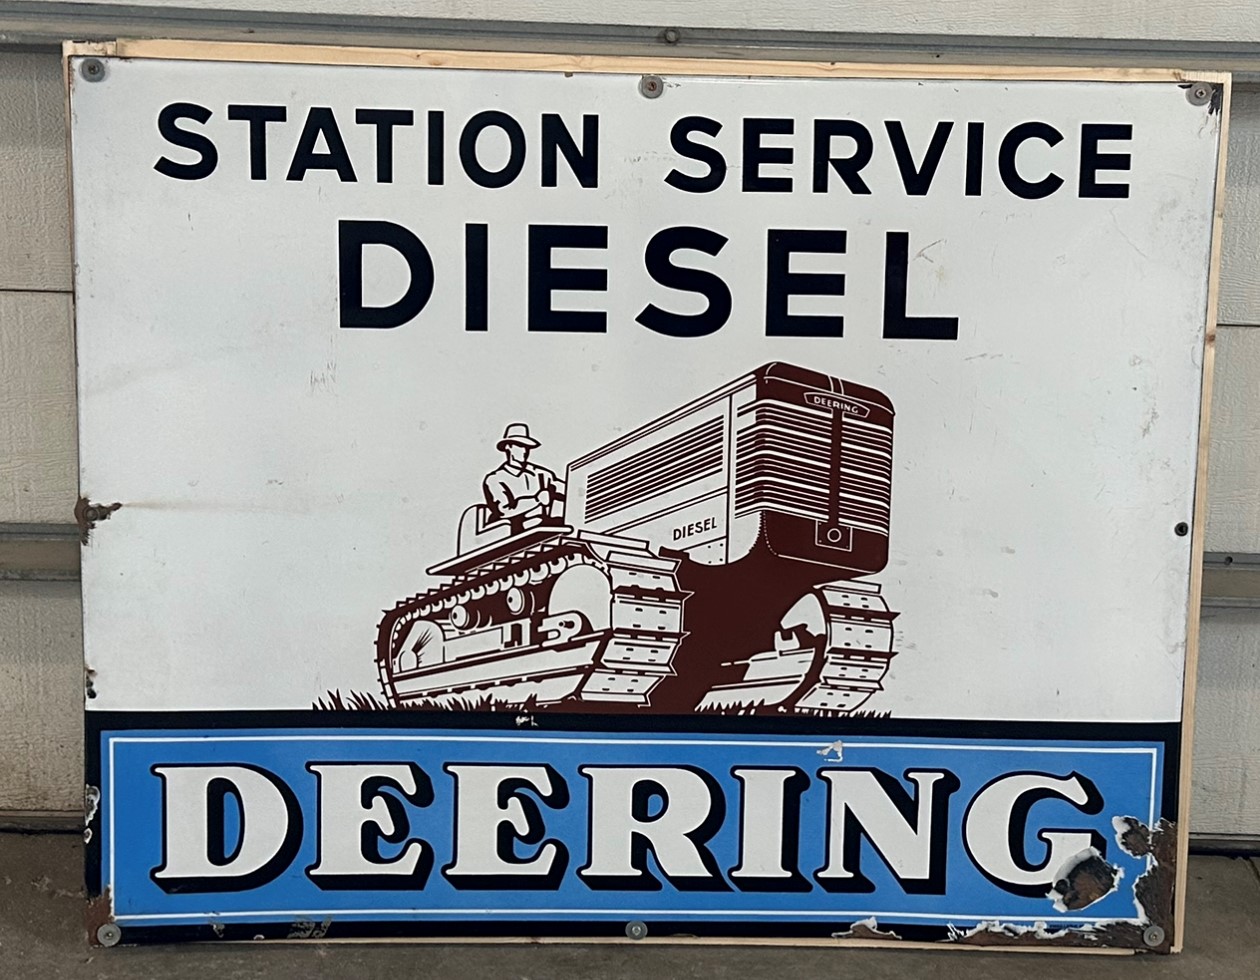 STATION SERVICE
DIESEL
DEERING
DIESEL
DEERING